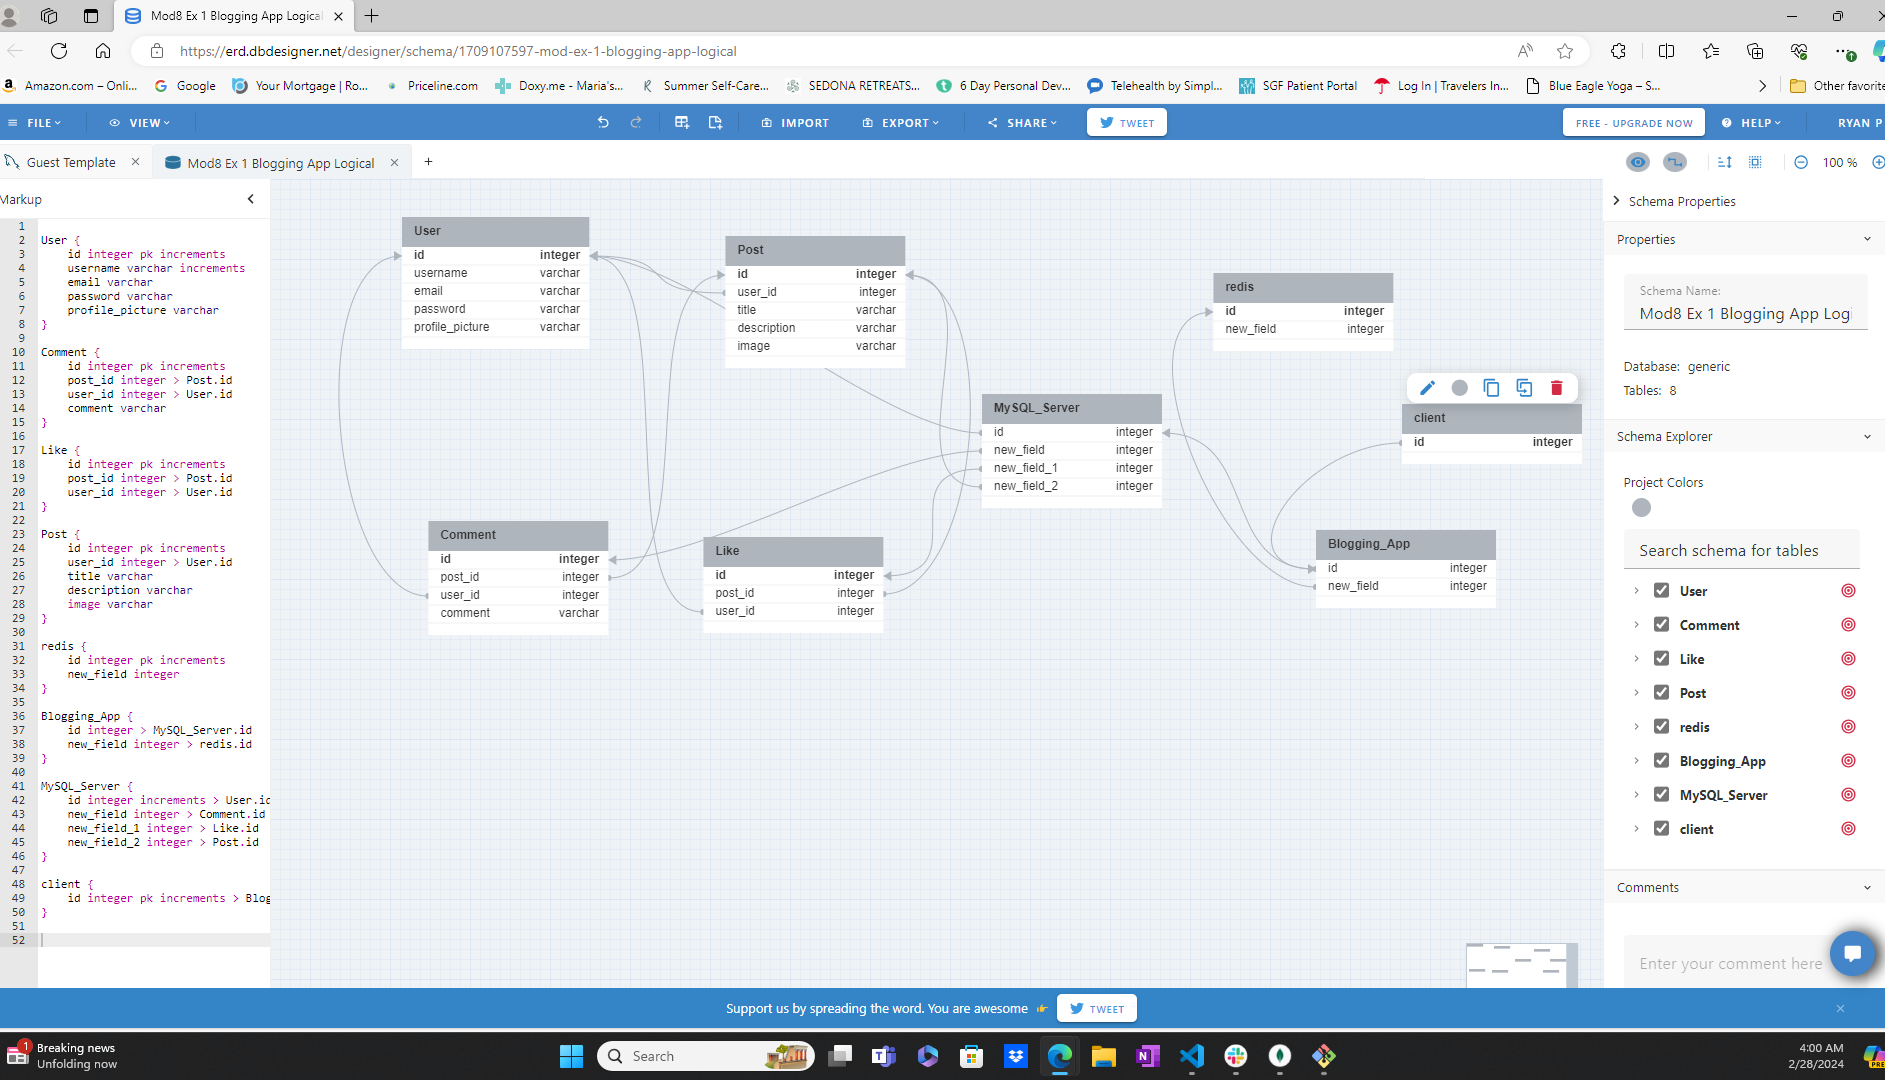 Mod8 Ex 1 Blogging App Logica
https://erd.dbdesigner.net/designer/schema/1709107597-mod-ex-1-blogging-app-logical
Amazon.com – Onli...
Google
Your Mortgage | Ro...
Priceline.com
Doxy.me - Maria's...
Summer Self-Care...
SEDONA RETREATS...
6 Day Personal Dev...
Telehealth by Simpl...
SGF Patient Portal
Log In | Travelers In...
Blue Eagle Yoga – S...
Other favorite
FILE
VIEW
IMPORT
EXPORT
SHARE
TWEET
FREE - UPGRADE NOW
HELP
RYAN P
Guest Template
Mod8 Ex 1 Blogging App Logical
100 %
Markup
1
2 User {
3 id integer pk increments
4 username varchar increments
5 email varchar
6 password varchar
7 profile_picture varchar
8 }
9
10 Comment {
11 id integer pk increments
12 post_id integer > Post.id
13 user_id integer > User.id
14 comment varchar
15 }
16
17 Like {
18 id integer pk increments
19 post_id integer > Post.id
20 user_id integer > User.id
21 }
22
23 Post {
24 id integer pk increments
25 user_id integer > User.id
26 title varchar
27 description varchar
28 image varchar
29 }
30
31 redis {
32 id integer pk increments
33 new_field integer
34 }
35
36 Blogging_App {
37 id integer > MySQL_Server.id
38 new_field integer > redis.id
39 }
40
41 MySQL_Server {
42 id integer increments > User.id
43 new_field integer > Comment.id
44 new_field_1 integer > Like.id
45 new_field_2 integer > Post.id
46 }
47
48 client {
49 id integer pk increments > Blog
50 }
51
52
User
id integer
username varchar
email varchar
password varchar
profile_picture varchar
Post
id integer
user_id integer
title varchar
description varchar
image varchar
redis
id integer
new_field integer
MySQL_Server
id integer
new_field integer
new_field_1 integer
new_field_2 integer
client
id integer
Comment
id integer
post_id integer
user_id integer
comment varchar
Like
id integer
post_id integer
user_id integer
Blogging_App
id integer
new_field integer
Schema Properties
Properties
Schema Name:
Mod8 Ex 1 Blogging App Logi
Database: generic
Tables: 8
Schema Explorer
Project Colors
Search schema for tables
User
Comment
Like
Post
redis
Blogging_App
MySQL_Server
client
Comments
Enter your comment here
Support us by spreading the word. You are awesome
TWEET
1
Breaking news
Unfolding now
Search
4:00 AM
2/28/2024
PRE